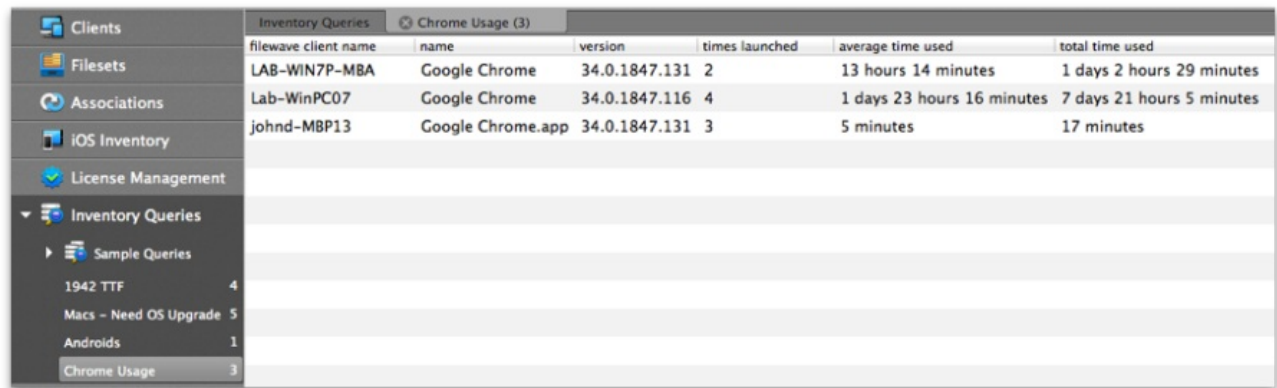 Clients
Filesets
Associations
iOS Inventory
License Management
Inventory Queries
Sample Queries
1942 TTF 4
Macs – Need OS Upgrade 5
Androids 1
Chrome Usage 3
Inventory Queries Chrome Usage (3)
filewave client name name version times launched average time used total time used
LAB-WIN7P-MBA Google Chrome 34.0.1847.131 2 13 hours 14 minutes 1 days 2 hours 29 minutes
Lab-WinPC07 Google Chrome 34.0.1847.116 4 1 days 23 hours 16 minutes 7 days 21 hours 5 minutes
johnd-MBP13 Google Chrome.app 34.0.1847.131 3 5 minutes 17 minutes